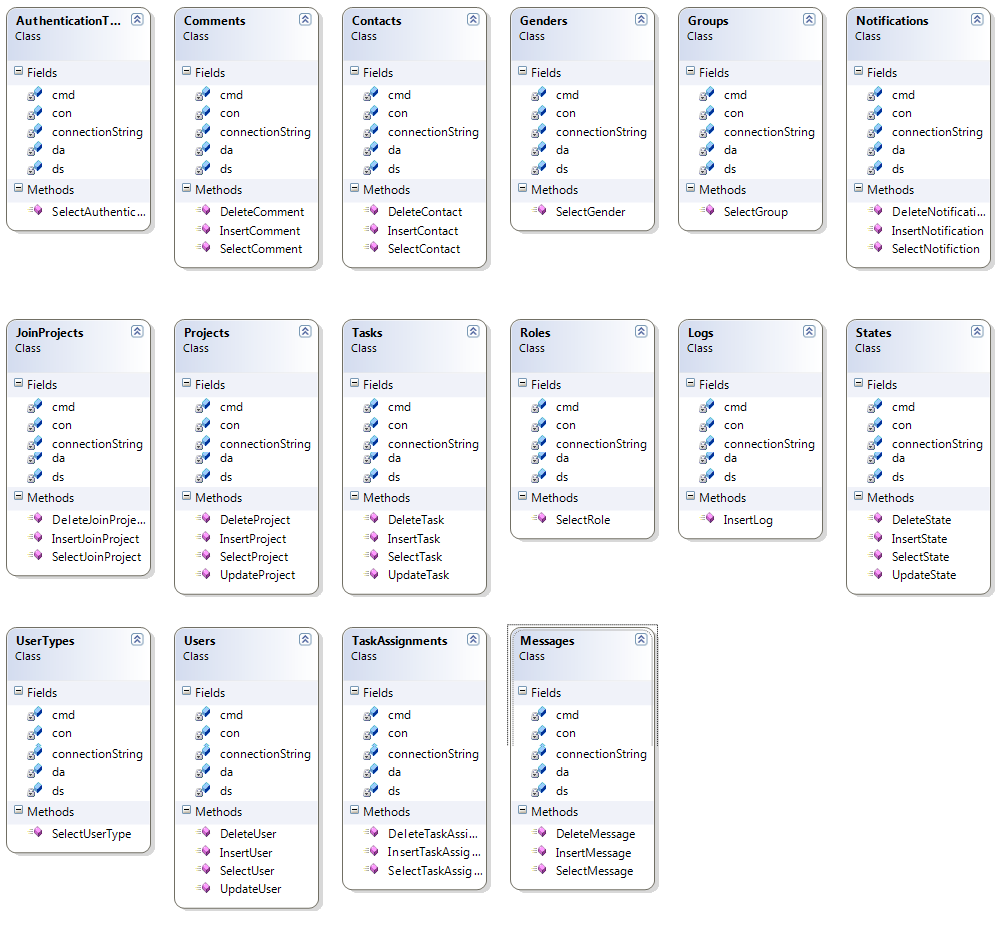 AuthenticationT...
Class
Fields
cmd
con
connectionString
da
ds
Methods
SelectAuthentic...
Comments
Class
Fields
cmd
con
connectionString
da
ds
Methods
DeleteComment
InsertComment
SelectComment
Contacts
Class
Fields
cmd
con
connectionString
da
ds
Methods
DeleteContact
InsertContact
SelectContact
Genders
Class
Fields
cmd
con
connectionString
da
ds
Methods
SelectGender
Groups
Class
Fields
cmd
con
connectionString
da
ds
Methods
SelectGroup
Notifications
Class
Fields
cmd
con
connectionString
da
ds
Methods
DeleteNotificati...
InsertNotification
SelectNotifiction
JoinProjects
Class
Fields
cmd
con
connectionString
da
ds
Methods
DeleteJoinProje...
InsertJoinProject
SelectJoinProject
Projects
Class
Fields
cmd
con
connectionString
da
ds
Methods
DeleteProject
InsertProject
SelectProject
UpdateProject
Tasks
Class
Fields
cmd
con
connectionString
da
ds
Methods
DeleteTask
InsertTask
SelectTask
UpdateTask
Roles
Class
Fields
cmd
con
connectionString
da
ds
Methods
SelectRole
Logs
Class
Fields
cmd
con
connectionString
da
ds
Methods
InsertLog
States
Class
Fields
cmd
con
connectionString
da
ds
Methods
DeleteState
InsertState
SelectState
UpdateState
UserTypes
Class
Fields
cmd
con
connectionString
da
ds
Methods
SelectUserType
Users
Class
Fields
cmd
con
connectionString
da
ds
Methods
DeleteUser
InsertUser
SelectUser
UpdateUser
TaskAssignments
Class
Fields
cmd
con
connectionString
da
ds
Methods
DeleteTaskAssi...
InsertTaskAssig...
SelectTaskAssig...
Messages
Class
Fields
cmd
con
connectionString
da
ds
Methods
DeleteMessage
InsertMessage
SelectMessage